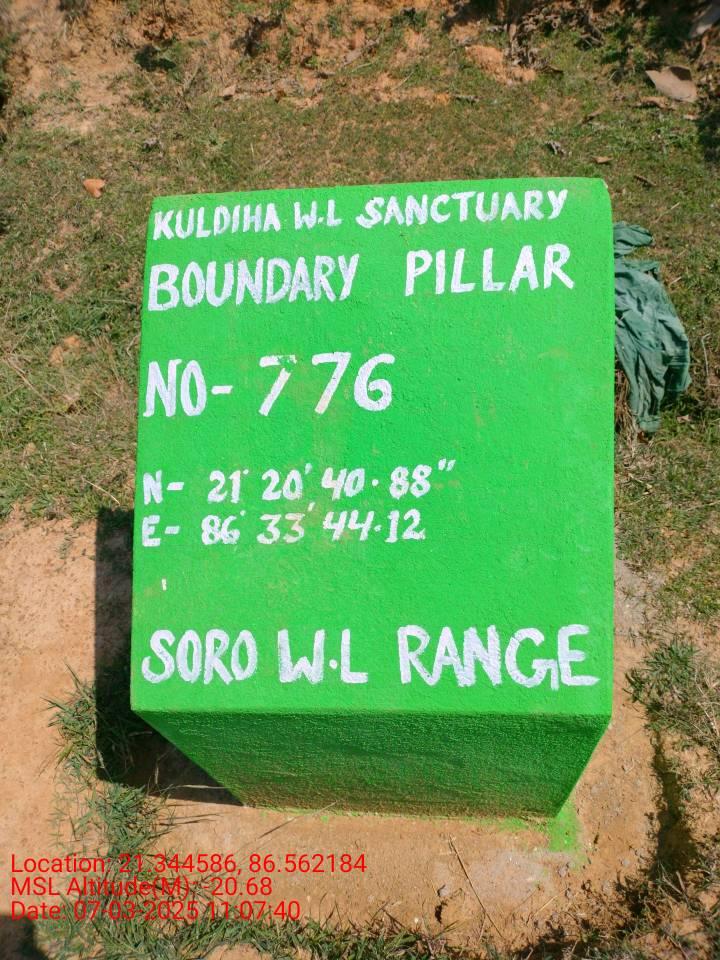 KULDIHA W.L SANCTUARY
BOUNDARY PILLAR
NO- 776
N- 21° 20' 40.88"
E- 86° 33' 44.12
SORO W.L RANGE
Location: 21.344586, 86.562184
MSL Altitude(M): -20.68
Date: 07-03-2025 11:07:40